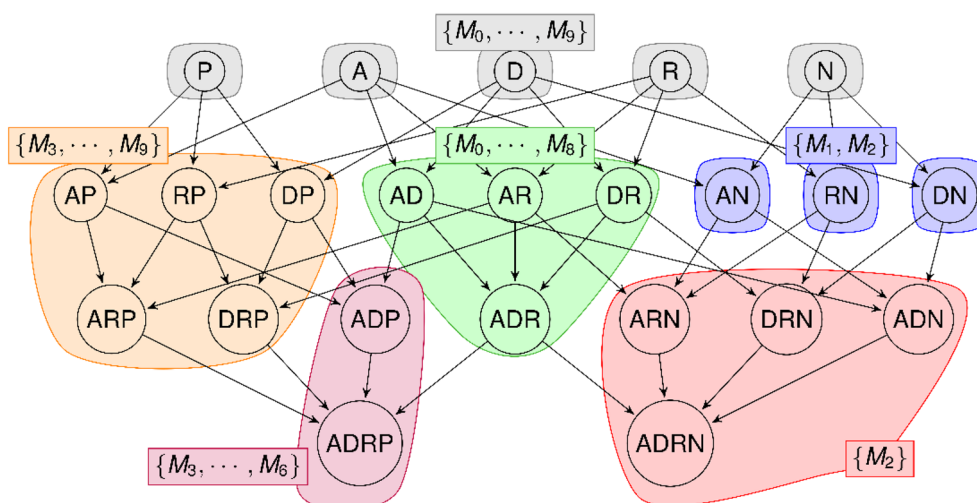 {M₀, ⋯ , M₉}
P A D R N
{M₃, ⋯ , M₉} {M₀, ⋯ , M₈} {M₁, M₂}
AP RP DP AD AR DR AN RN DN
ARP DRP ADP ADR ARN DRN ADN
ADRP ADRN
{M₃, ⋯ , M₆} {M₂}